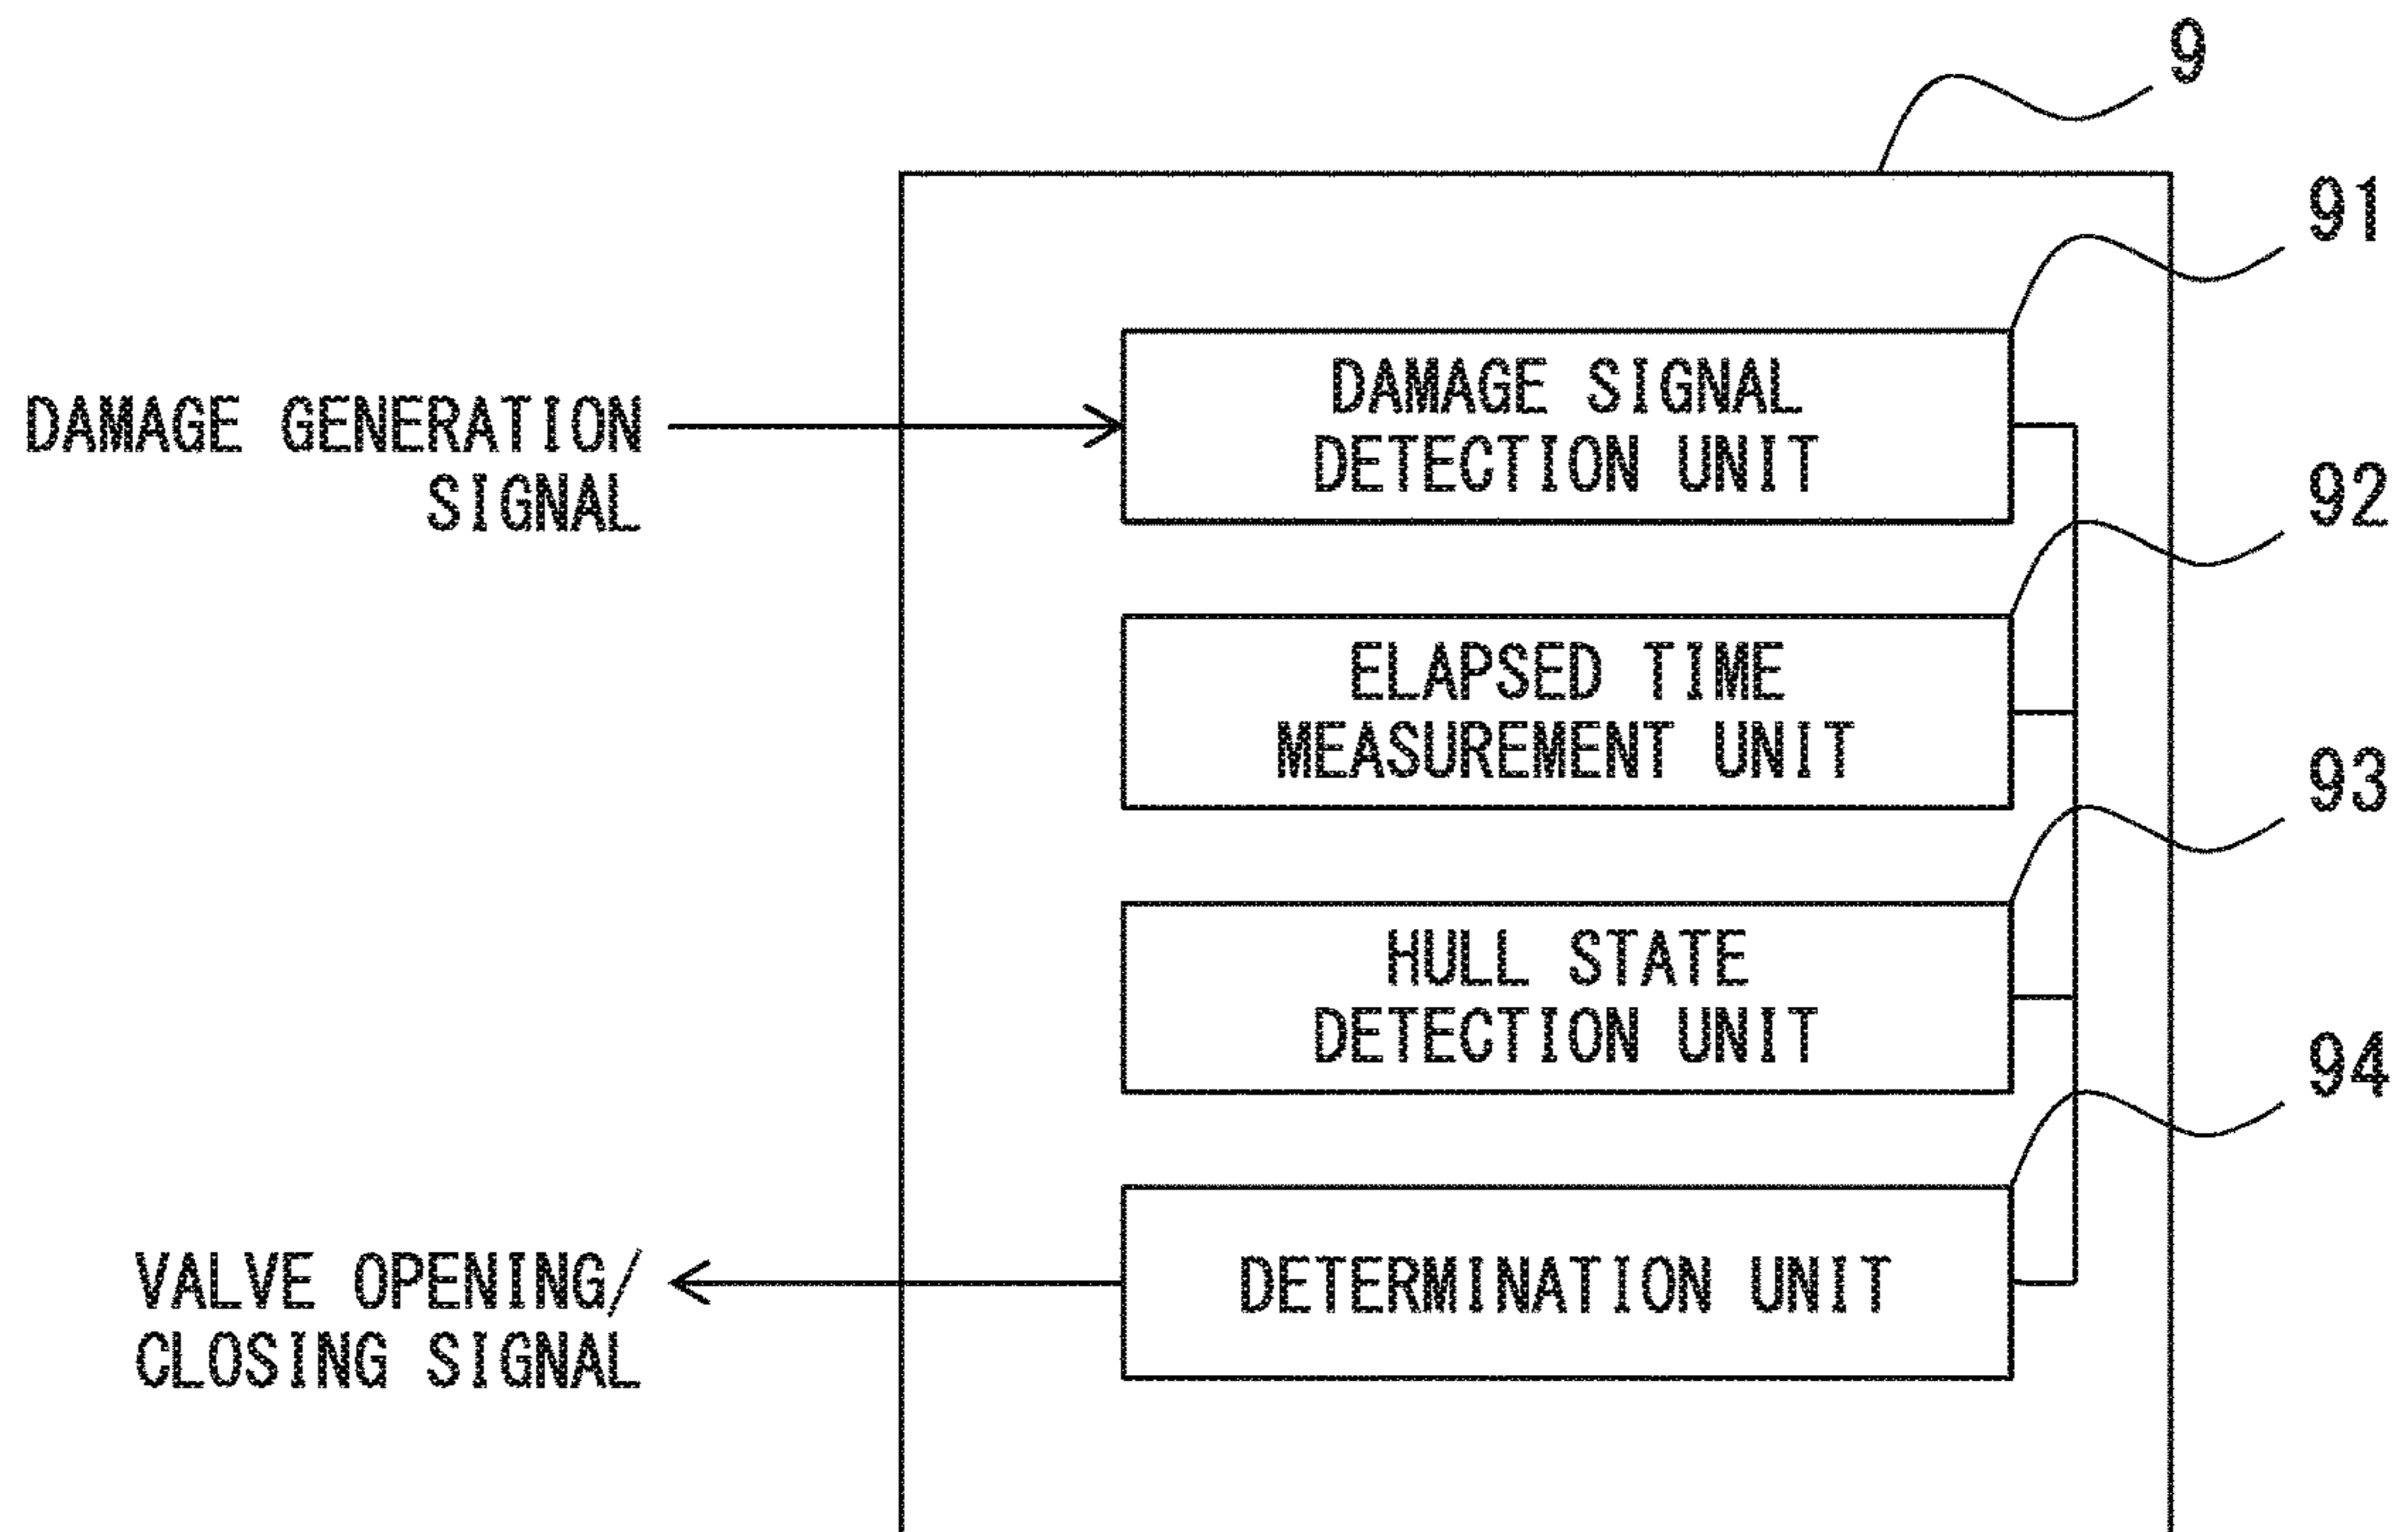 9
91
DAMAGE SIGNAL
DETECTION UNIT
DAMAGE GENERATION
SIGNAL
92
ELAPSED TIME
MEASUREMENT UNIT
93
HULL STATE
DETECTION UNIT
94
DETERMINATION UNIT
VALVE OPENING/
CLOSING SIGNAL